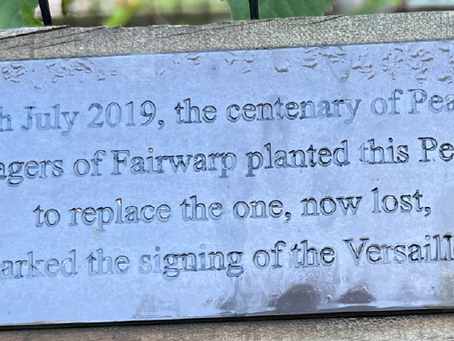 h July 2019, the centenary of Pea
agers of Fairwarp planted this Pe
to replace the one, now lost,
arked the signing of the Versaill